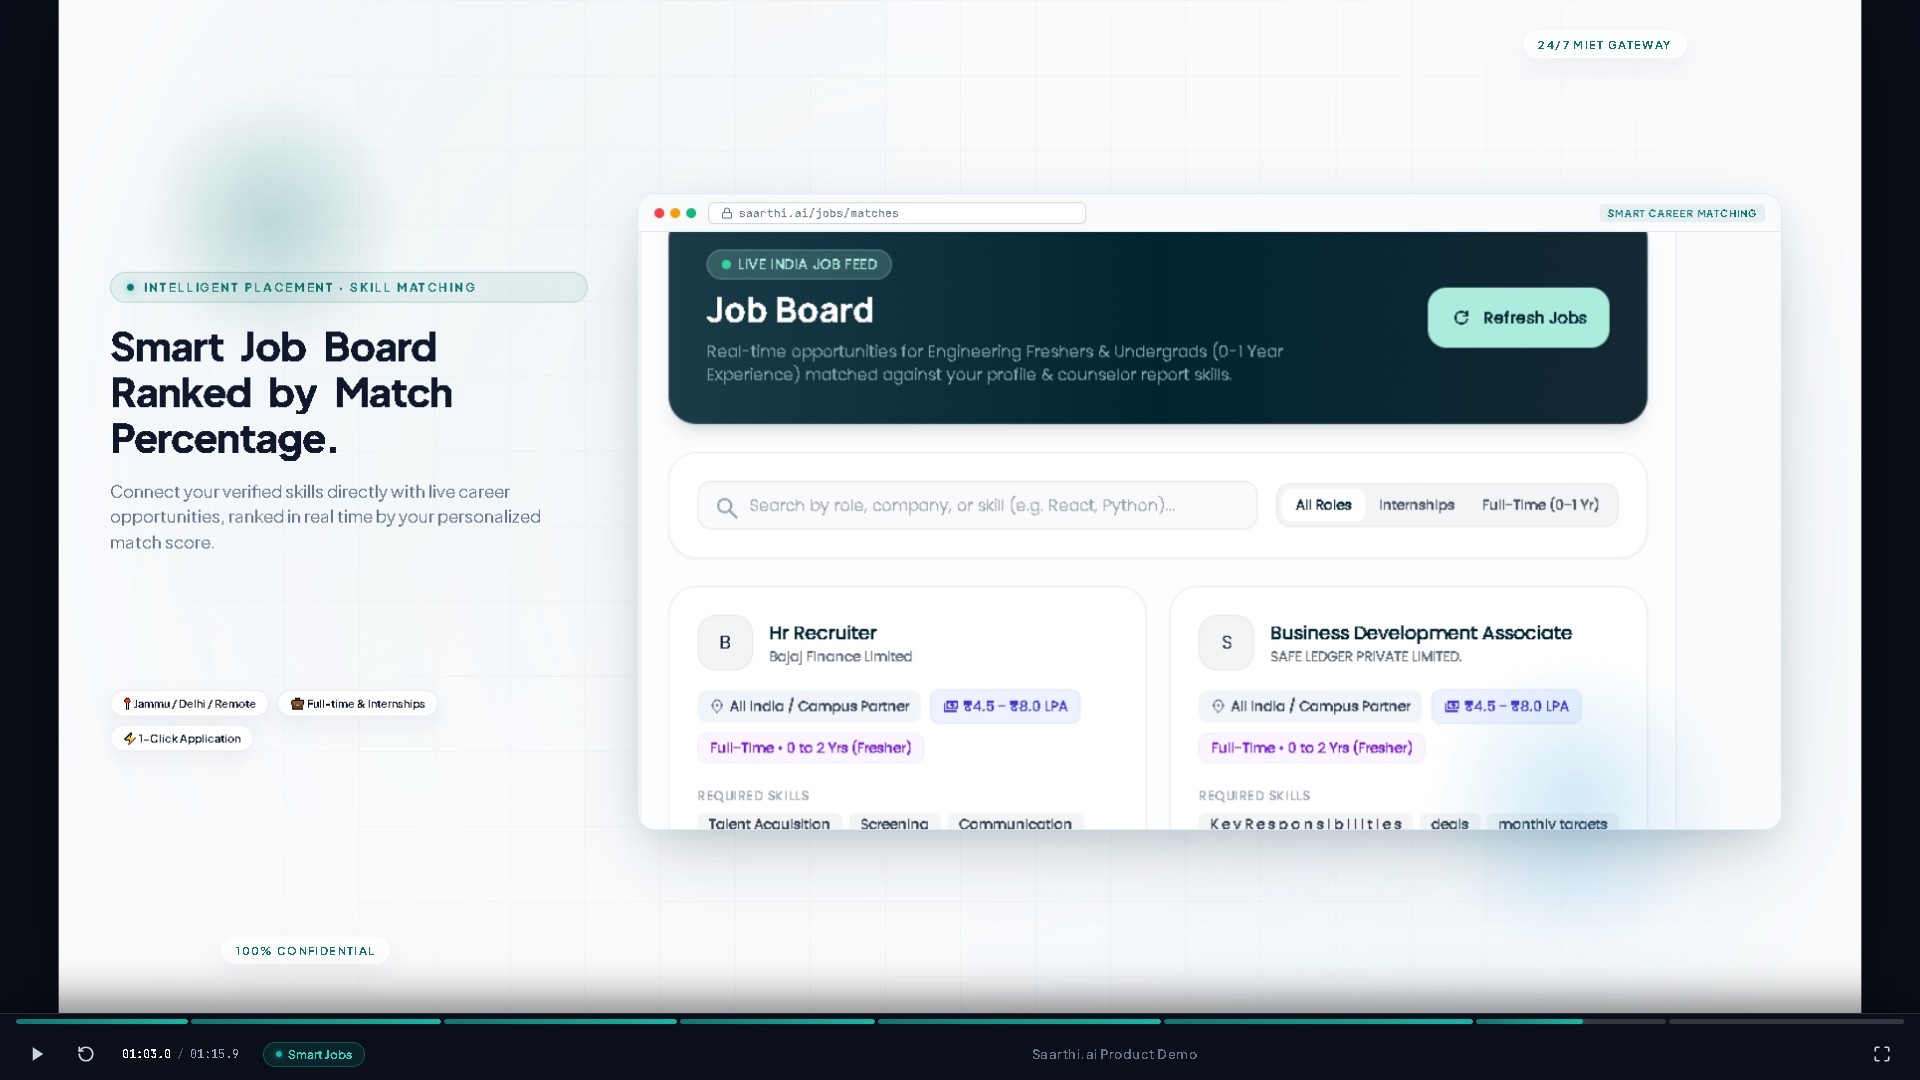 24/7 MIET GATEWAY
INTELLIGENT PLACEMENT · SKILL MATCHING
Smart Job Board
Ranked by Match
Percentage.
Connect your verified skills directly with live career
opportunities, ranked in real time by your personalized
match score.
📍Jammu / Delhi / Remote
💼Full-time & Internships
⚡1-Click Application
100% CONFIDENTIAL
saarthi.ai/jobs/matches
SMART CAREER MATCHING
LIVE INDIA JOB FEED
Job Board
Real-time opportunities for Engineering Freshers & Undergrads (0-1 Year
Experience) matched against your profile & counselor report skills.
Refresh Jobs
Search by role, company, or skill (e.g. React, Python)...
All Roles
Internships
Full-Time (0-1 Yr)
B
Hr Recruiter
Bajaj Finance Limited
All India / Campus Partner
₹4.5 – ₹8.0 LPA
Full-Time • 0 to 2 Yrs (Fresher)
REQUIRED SKILLS
Talent Acquisition
Screening
Communication
S
Business Development Associate
SAFE LEDGER PRIVATE LIMITED.
All India / Campus Partner
₹4.5 – ₹8.0 LPA
Full-Time • 0 to 2 Yrs (Fresher)
REQUIRED SKILLS
K e y R e s p o n s i b i l i t i e s
deals
monthly targets
01:03.0 / 01:15.9
Smart Jobs
Saarthi.ai Product Demo